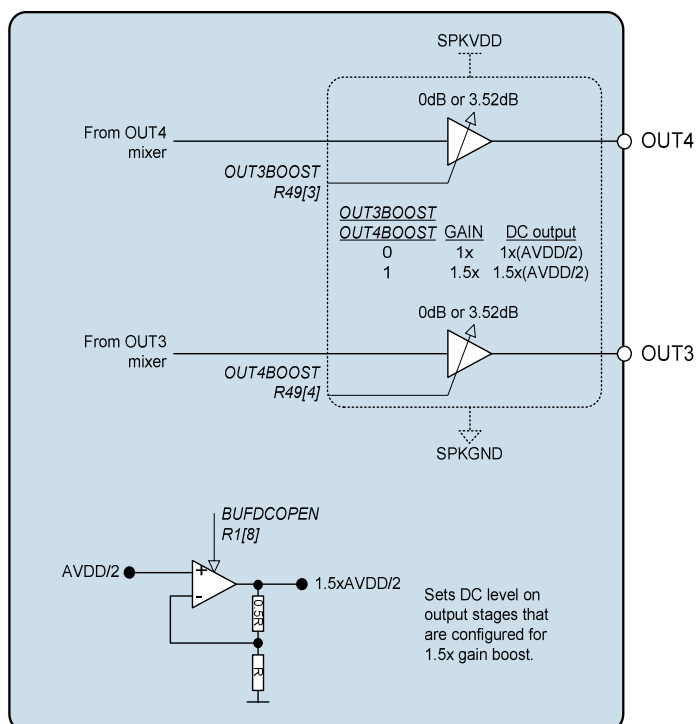 SPKVDD
0dB or 3.52dB
From OUT4
mixer
OUT4
OUT3BOOST
R49[3]
OUT3BOOST
OUT4BOOST GAIN DC output
0 1x 1x(AVDD/2)
1 1.5x 1.5x(AVDD/2)
0dB or 3.52dB
From OUT3
mixer
OUT3
OUT4BOOST
R49[4]
SPKGND
BUFDCOPEN
R1[8]
AVDD/2
+
-
1.5xAVDD/2
0.5R
R
Sets DC level on
output stages that
are configured for
1.5x gain boost.